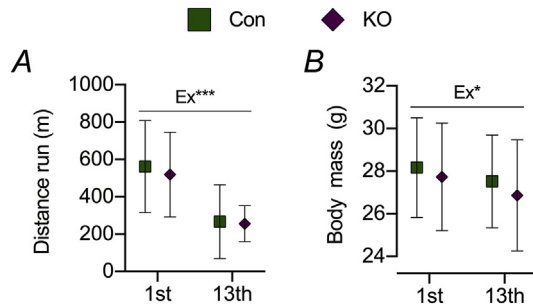 Con KO
A
Distance run (m)
1000
800
600
400
200
0
Ex***
1st 13th
B
Body mass (g)
32
30
28
26
24
Ex*
1st 13th